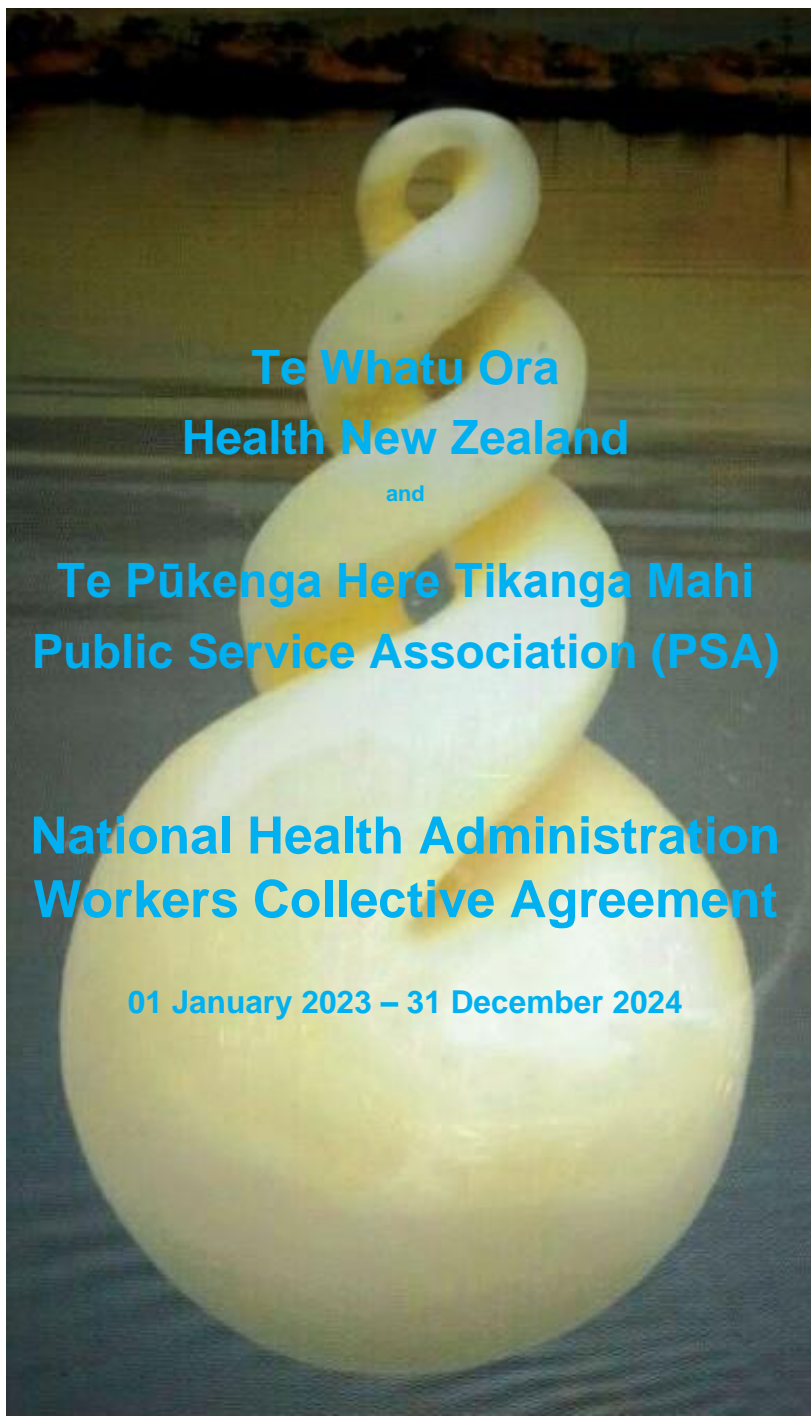 Te Whatu Ora
Health New Zealand
and
Te Pūkenga Here Tikanga Mahi
Public Service Association (PSA)
National Health Administration
Workers Collective Agreement
01 January 2023 – 31 December 2024